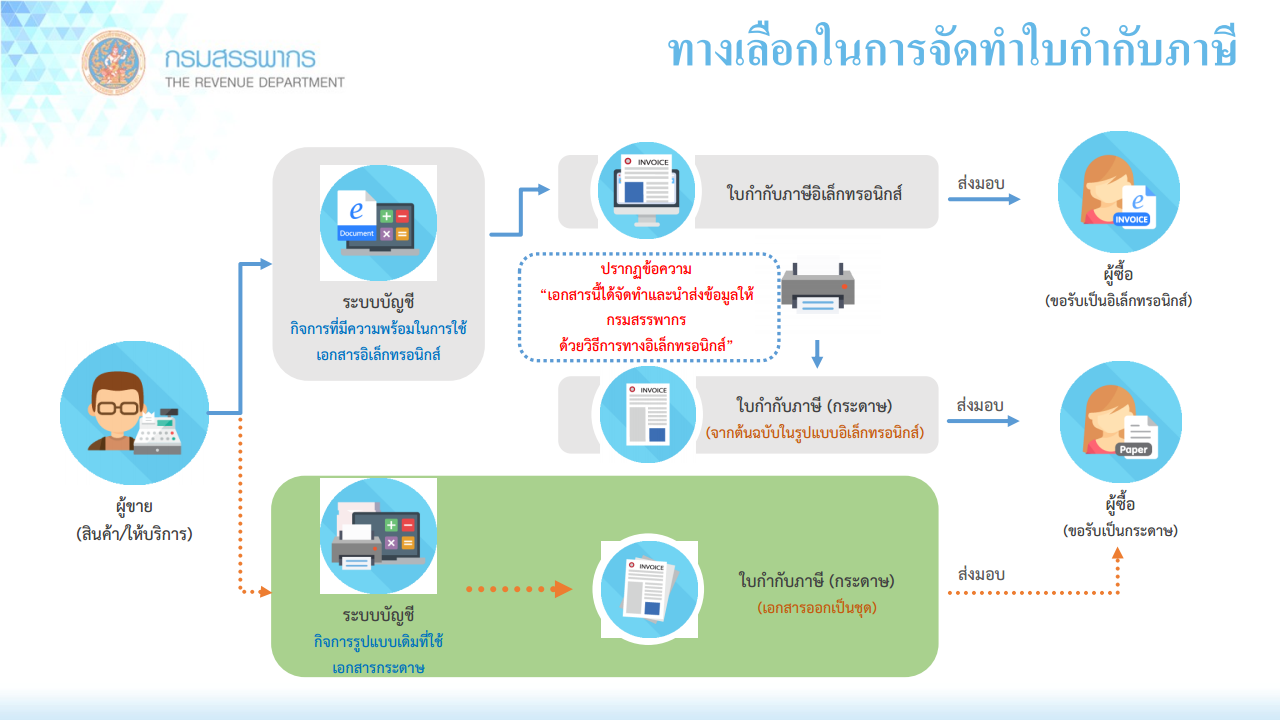 กรมสรรพากร
THE REVENUE DEPARTMENT
ทางเลือกในการจัดทำใบกำกับภาษี
e
Document
ระบบบัญชี
กิจการที่มีความพร้อมในการใช้
เอกสารอิเล็กทรอนิกส์
INVOICE
ใบกำกับภาษีอิเล็กทรอนิกส์
ส่งมอบ
e
INVOICE
ผู้ซื้อ
(ขอรับเป็นอิเล็กทรอนิกส์)
ปรากฏข้อความ
“เอกสารนี้ได้จัดทำและนำส่งข้อมูลให้
กรมสรรพากร
ด้วยวิธีการทางอิเล็กทรอนิกส์”
ผู้ขาย
(สินค้า/ให้บริการ)
INVOICE
ใบกำกับภาษี (กระดาษ)
(จากต้นฉบับในรูปแบบอิเล็กทรอนิกส์)
ส่งมอบ
Paper
ผู้ซื้อ
(ขอรับเป็นกระดาษ)
ระบบบัญชี
กิจการรูปแบบเดิมที่ใช้
เอกสารกระดาษ
INVOICE
ใบกำกับภาษี (กระดาษ)
(เอกสารออกเป็นชุด)
ส่งมอบ